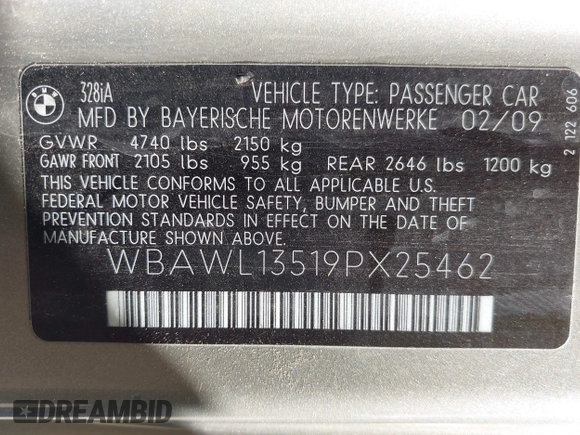 BMW
328iA VEHICLE TYPE: PASSENGER CAR
MFD BY BAYERISCHE MOTORENWERKE 02/09
GVWR 4740 lbs 2150 kg
GAWR FRONT 2105 lbs 955 kg REAR 2646 lbs 1200 kg
THIS VEHICLE CONFORMS TO ALL APPLICABLE U.S.
FEDERAL MOTOR VEHICLE SAFETY, BUMPER AND THEFT
PREVENTION STANDARDS IN EFFECT ON THE DATE OF
MANUFACTURE SHOWN ABOVE.
WBAWL13519PX25462
2 122 606
DREAMBID